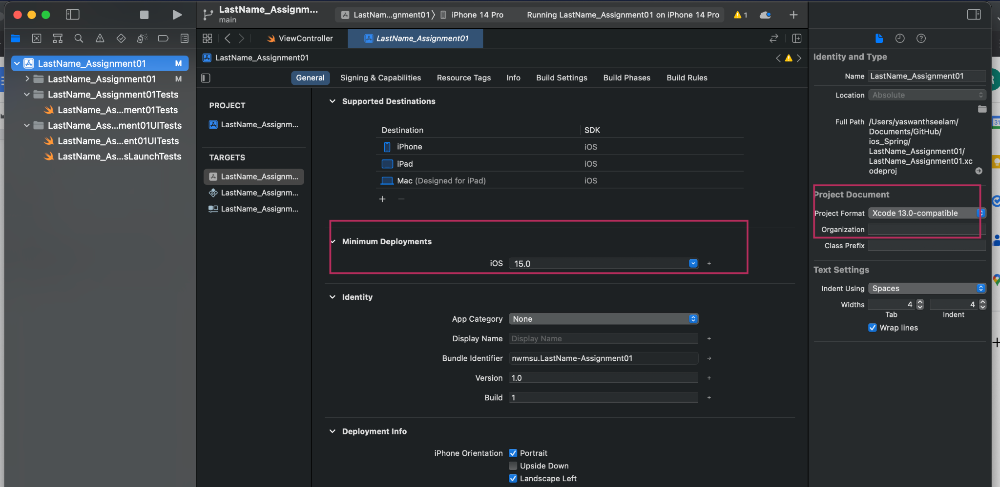 LastName_Assignm...
main
LastNam...gnment01
iPhone 14 Pro
Running LastName_Assignment01 on iPhone 14 Pro
1
ViewController
LastName_Assignment01
LastName_Assignment01 M
LastName_Assignment01 M
LastName_Assignment01Tests
LastName_As...ment01Tests
LastName_Ass...ment01UITests
LastName_As...ent01UITests
LastName_As...sLaunchTests
LastName_Assignment01
General
Signing & Capabilities
Resource Tags
Info
Build Settings
Build Phases
Build Rules
PROJECT
LastName_Assignm...
TARGETS
LastName_Assignm...
LastName_Assignm...
LastName_Assignm...
Supported Destinations
Destination SDK
iPhone iOS
iPad iOS
Mac (Designed for iPad) iOS
Minimum Deployments
iOS 15.0
Identity
App Category None
Display Name Display Name
Bundle Identifier nwmsu.LastName-Assignment01
Version 1.0
Build 1
Deployment Info
iPhone Orientation Portrait
Upside Down
Landscape Left
Identity and Type
Name LastName_Assignment01
Location Absolute
Full Path /Users/yaswanthseelam/
Documents/GitHub/
ios_Spring/
LastName_Assignment01/
LastName_Assignment01.xc
odeproj
Project Document
Project Format Xcode 13.0-compatible
Organization
Class Prefix
Text Settings
Indent Using Spaces
Widths 4 4
Tab Indent
Wrap lines
31